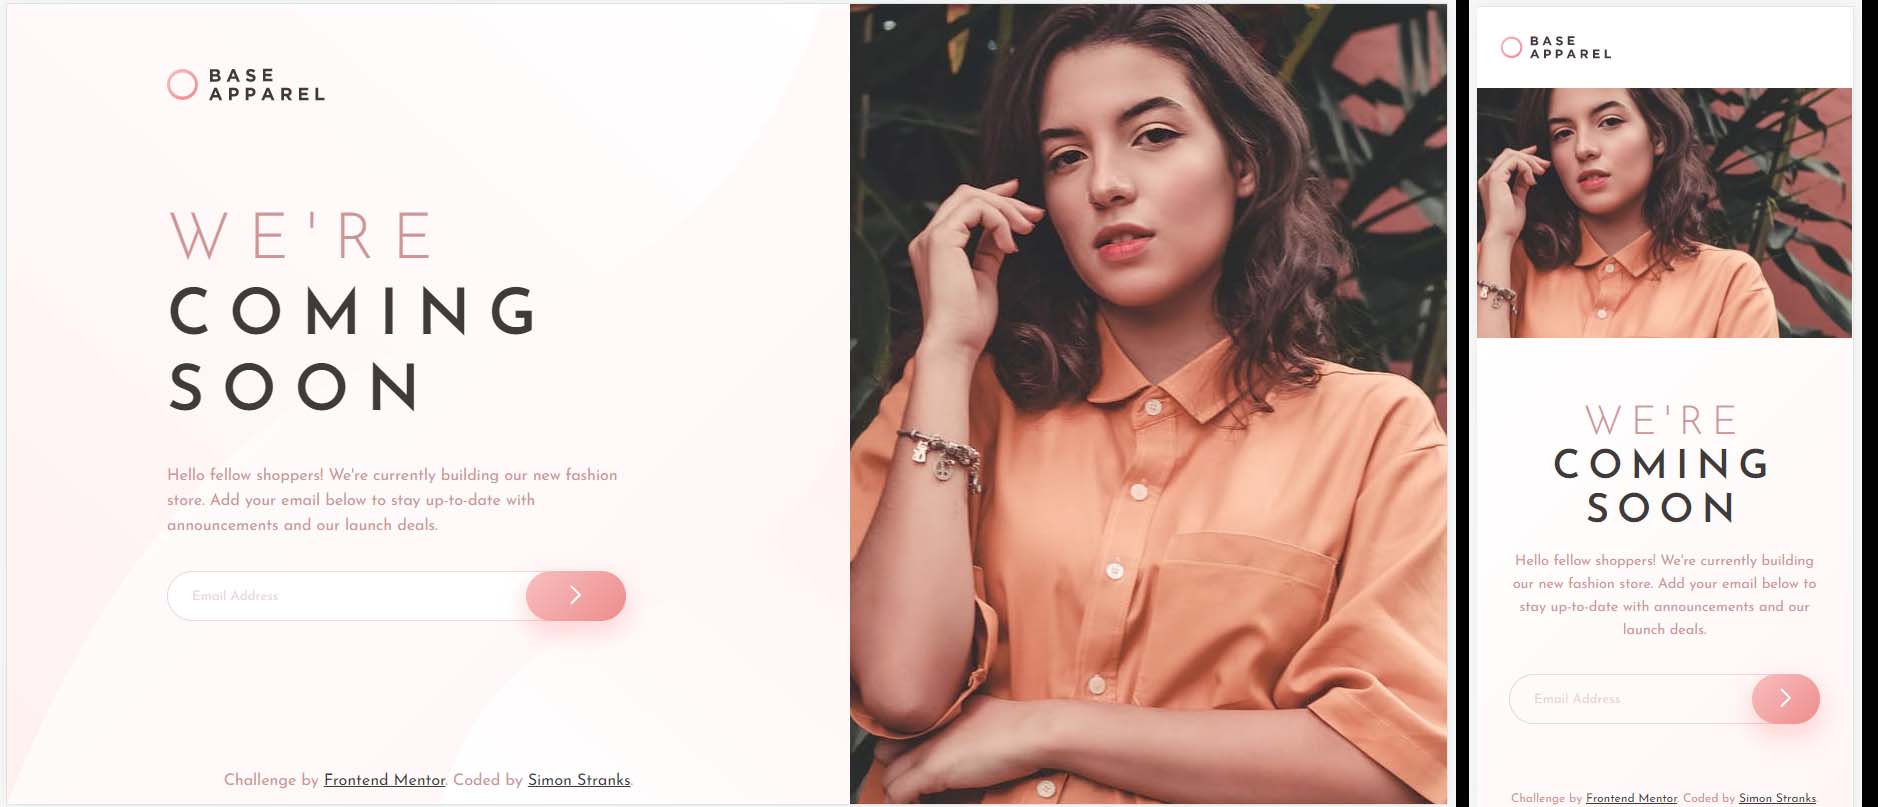 BASE
APPAREL
WE'RE
COMING
SOON
Hello fellow shoppers! We're currently building our new fashion
store. Add your email below to stay up-to-date with
announcements and our launch deals.
Email Address
Challenge by Frontend Mentor. Coded by Simon Stranks.
BASE
APPAREL
WE'RE
COMING
SOON
Hello fellow shoppers! We're currently building
our new fashion store. Add your email below to
stay up-to-date with announcements and our
launch deals.
Email Address
Challenge by Frontend Mentor. Coded by Simon Stranks.